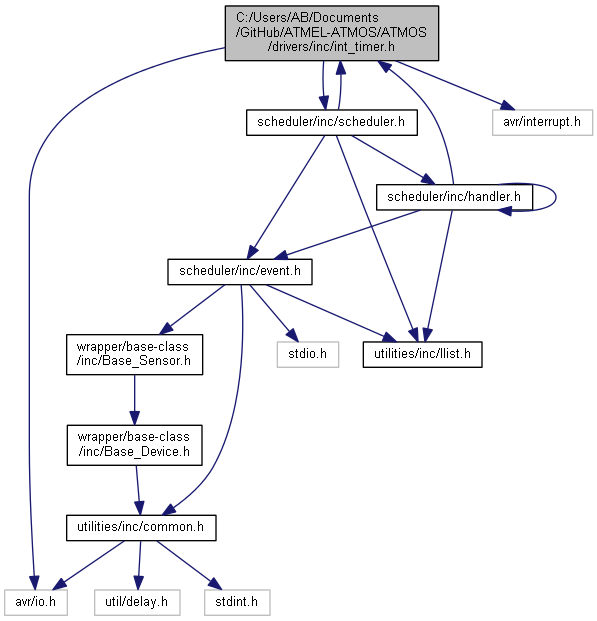 C:/Users/AB/Documents
/GitHub/ATMEL-ATMOS/ATMOS
/drivers/inc/int_timer.h
scheduler/inc/scheduler.h
avr/interrupt.h
scheduler/inc/handler.h
scheduler/inc/event.h
wrapper/base-class
/inc/Base_Sensor.h
stdio.h
utilities/inc/llist.h
wrapper/base-class
/inc/Base_Device.h
utilities/inc/common.h
avr/io.h
util/delay.h
stdint.h